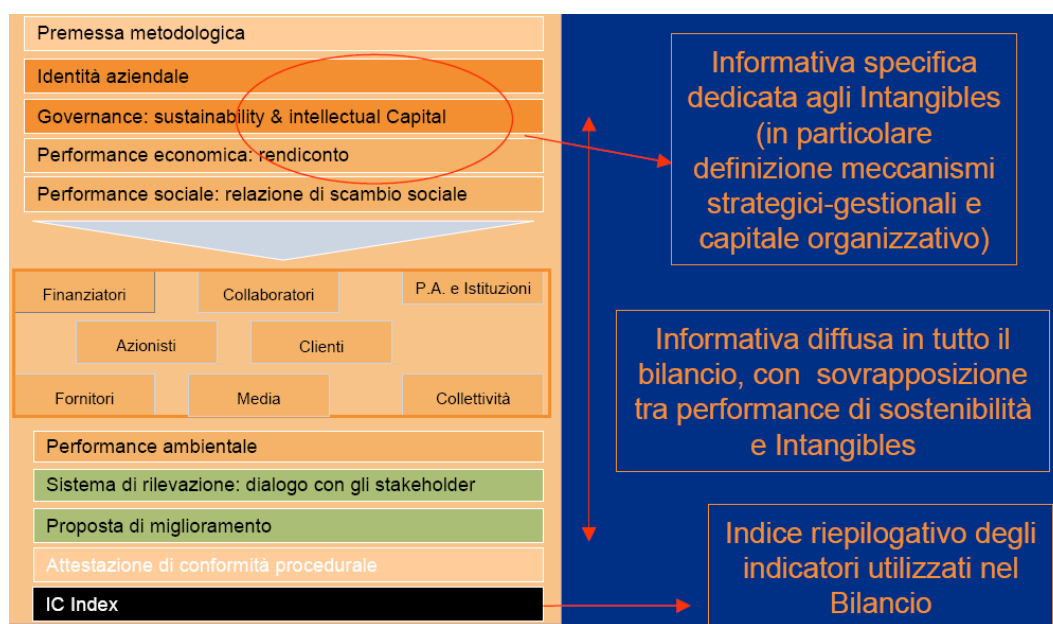 Premessa metodologica
Identità aziendale
Governance: sustainability & intellectual Capital
Performance economica: rendiconto
Performance sociale: relazione di scambio sociale
Finanziatori
Collaboratori
P.A. e Istituzioni
Azionisti
Clienti
Fornitori
Media
Collettività
Performance ambientale
Sistema di rilevazione: dialogo con gli stakeholder
Proposta di miglioramento
Attestazione di conformità procedurale
IC Index
Informativa specifica
dedicata agli Intangibles
(in particolare
definizione meccanismi
strategici-gestionali e
capitale organizzativo)
Informativa diffusa in tutto il
bilancio, con sovrapposizione
tra performance di sostenibilità
e Intangibles
Indice riepilogativo degli
indicatori utilizzati nel
Bilancio